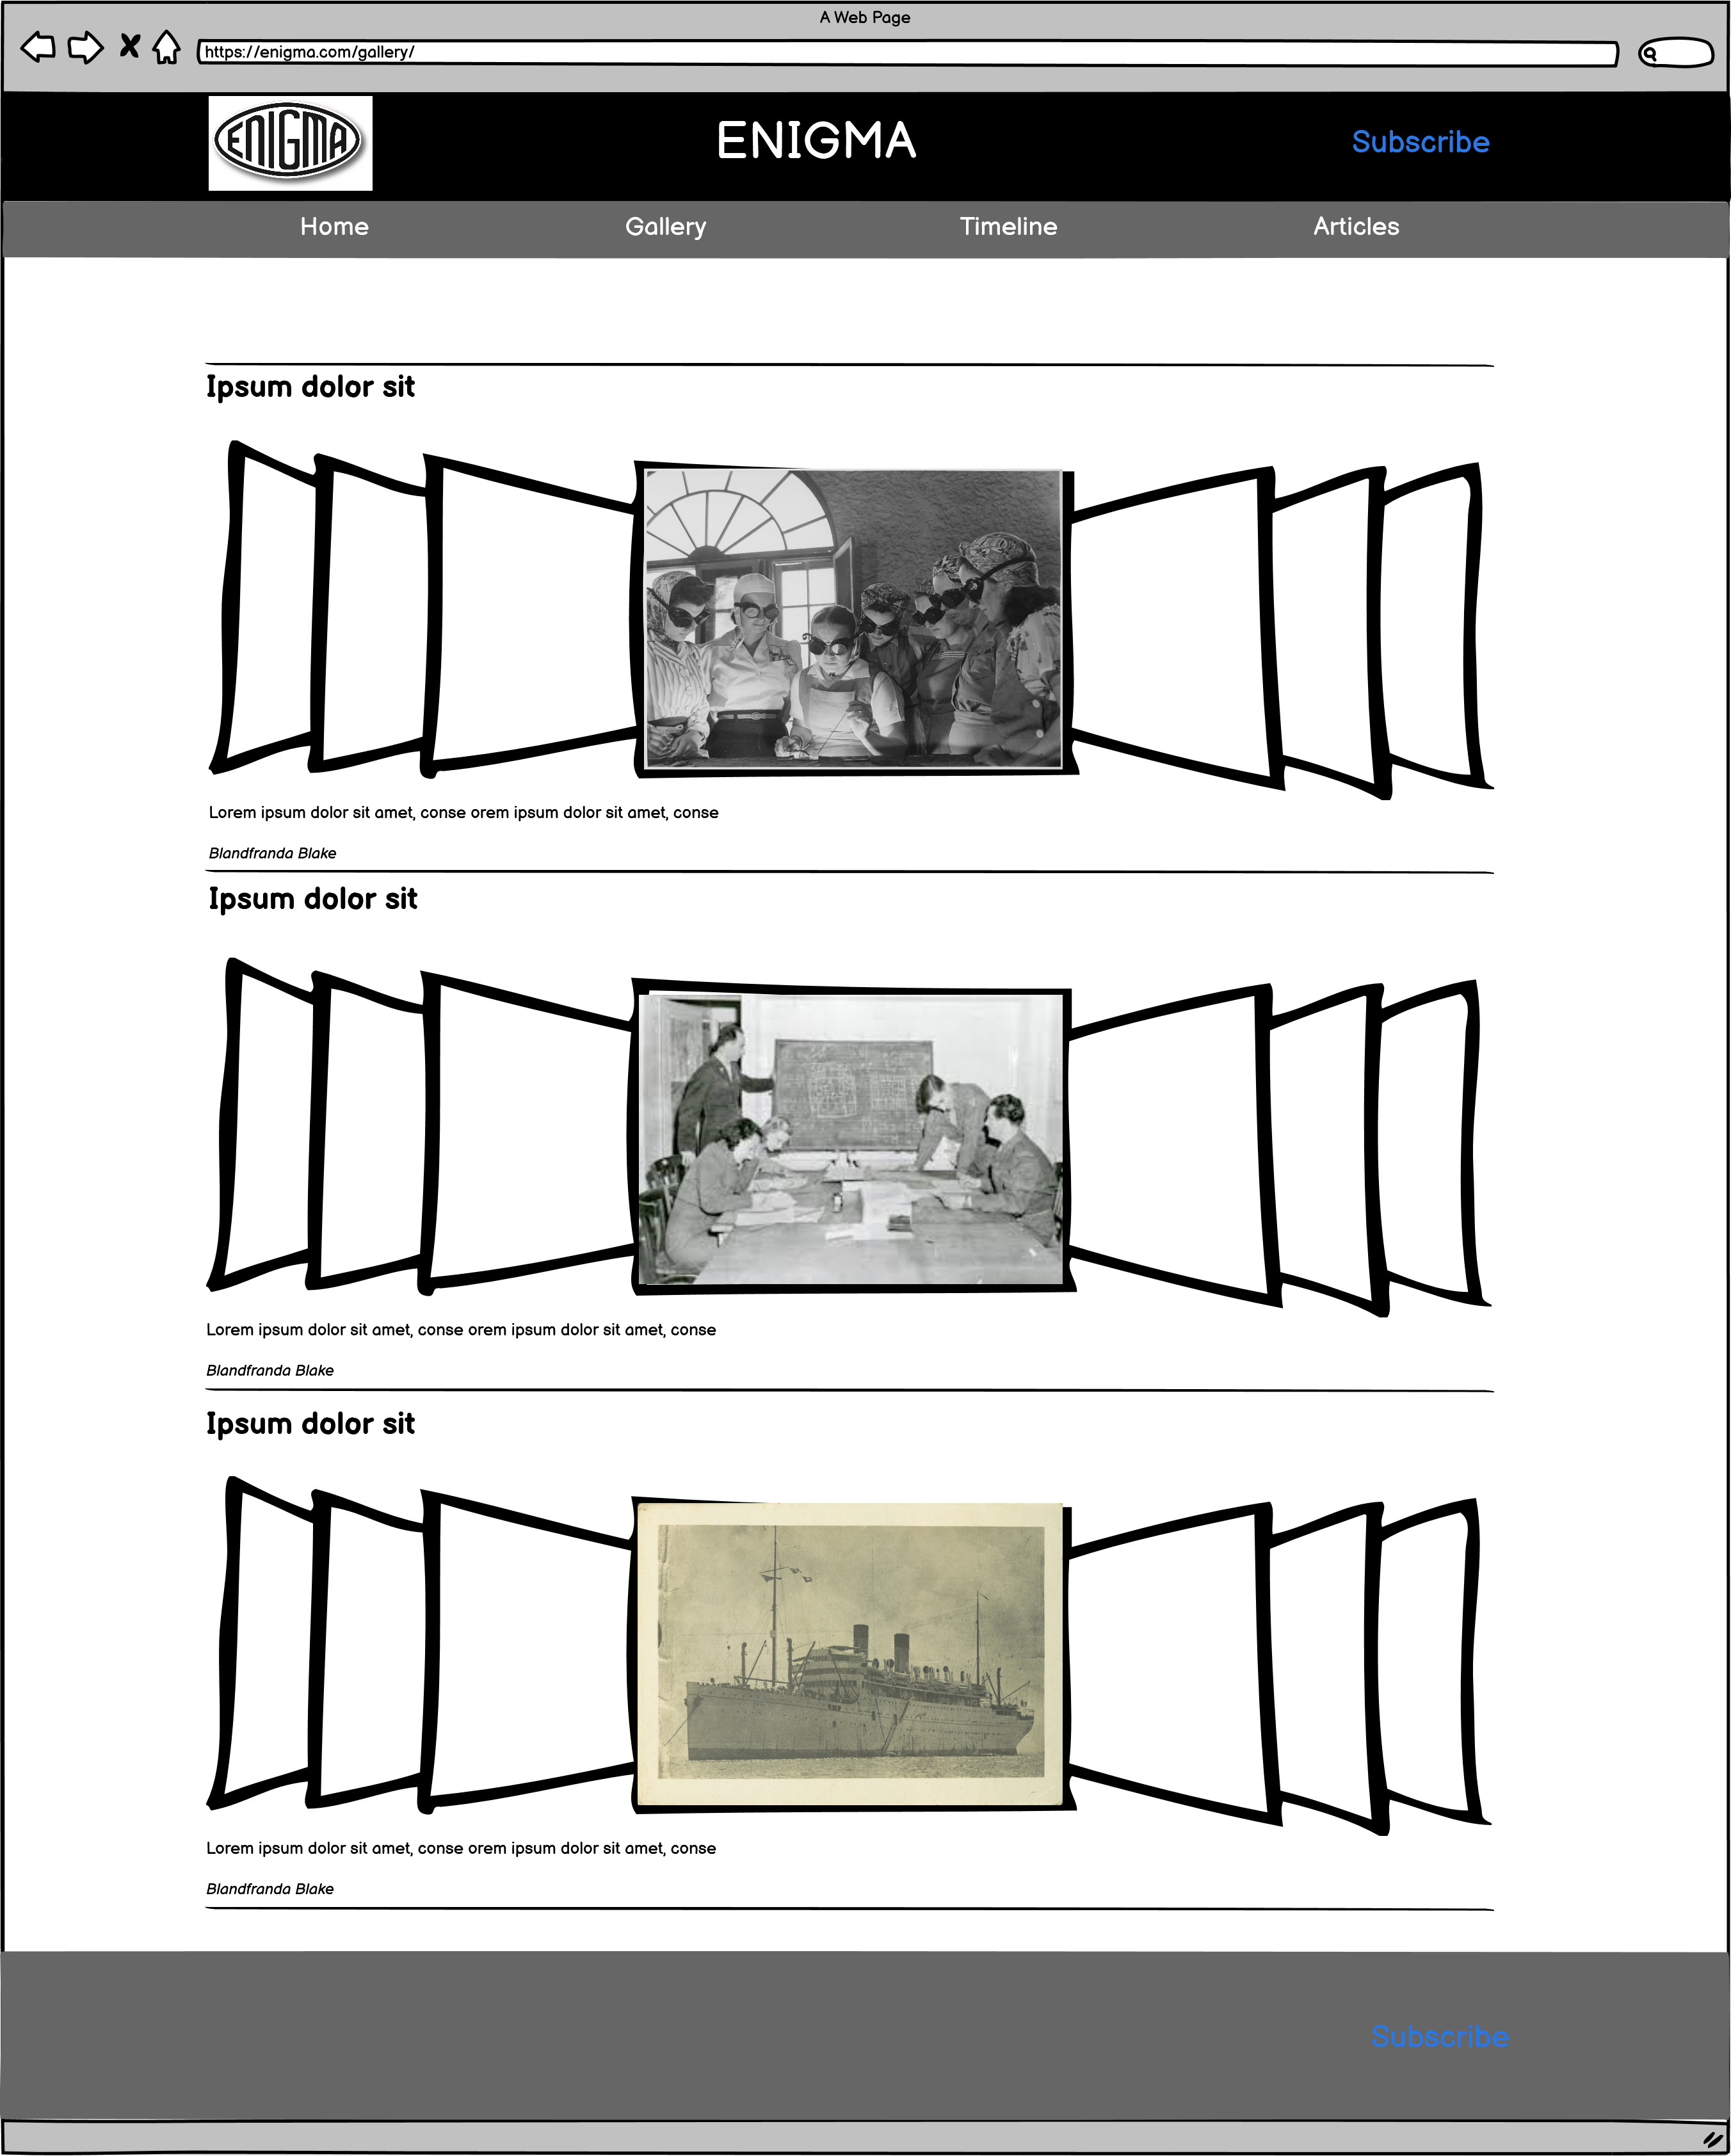 A Web Page
https://enigma.com/gallery/
ENIGMA
ENIGMA
Subscribe
Home
Gallery
Timeline
Articles
Ipsum dolor sit
Lorem ipsum dolor sit amet, conse orem ipsum dolor sit amet, conse
Blandfranda Blake
Ipsum dolor sit
Lorem ipsum dolor sit amet, conse orem ipsum dolor sit amet, conse
Blandfranda Blake
Ipsum dolor sit
Lorem ipsum dolor sit amet, conse orem ipsum dolor sit amet, conse
Blandfranda Blake
Subscribe